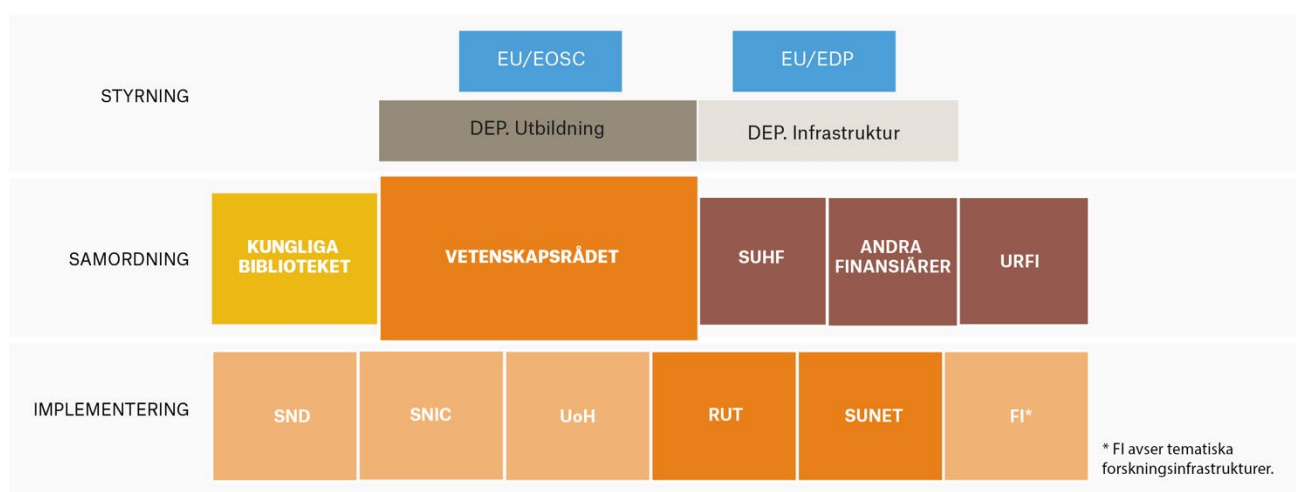 EU/EOSC
EU/EDP
STYRNING
DEP. Utbildning
DEP. Infrastruktur
SAMORDNING
KUNGLIGA
BIBLIOTEKET
VETENSKAPSRÅDET
SUHF
ANDRA
FINANSIÄRER
URFI
IMPLEMENTERING
SND
SNIC
UoH
RUT
SUNET
FI*
* FI avser tematiska
forskningsinfrastrukturer.